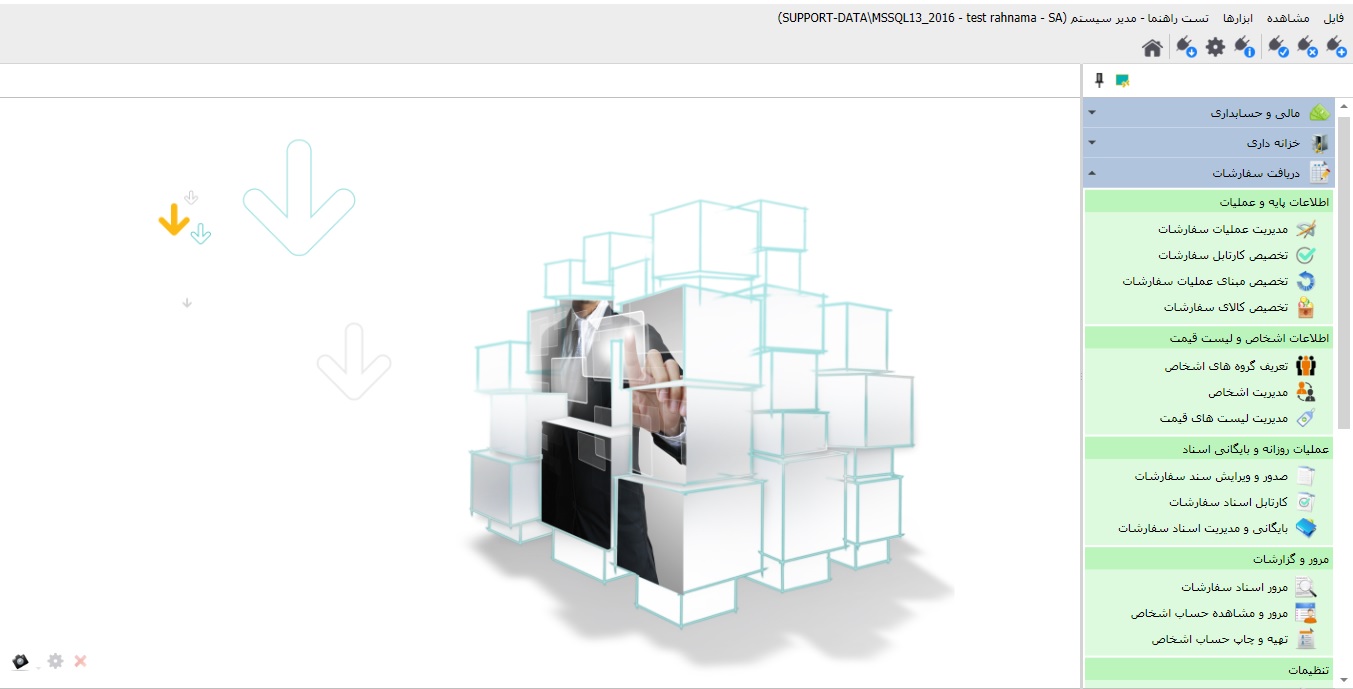 فایل مشاهده ابزارها تست راهنما - مدیر سیستم (SUPPORT-DATA\MSSQL13_2016 - test rahnama - SA)
مالی و حسابداری
خزانه داری
دریافت سفارشات
اطلاعات پایه و عملیات
مدیریت عملیات سفارشات
تخصیص کارتابل سفارشات
تخصیص مبنای عملیات سفارشات
تخصیص کالای سفارشات
اطلاعات اشخاص و لیست قیمت
تعریف گروه های اشخاص
مدیریت اشخاص
مدیریت لیست های قیمت
عملیات روزانه و بایگانی اسناد
صدور و ویرایش سند سفارشات
کارتابل اسناد سفارشات
بایگانی و مدیریت اسناد سفارشات
مرور و گزارشات
مرور اسناد سفارشات
مرور و مشاهده حساب اشخاص
تهیه و چاپ حساب اشخاص
تنظیمات